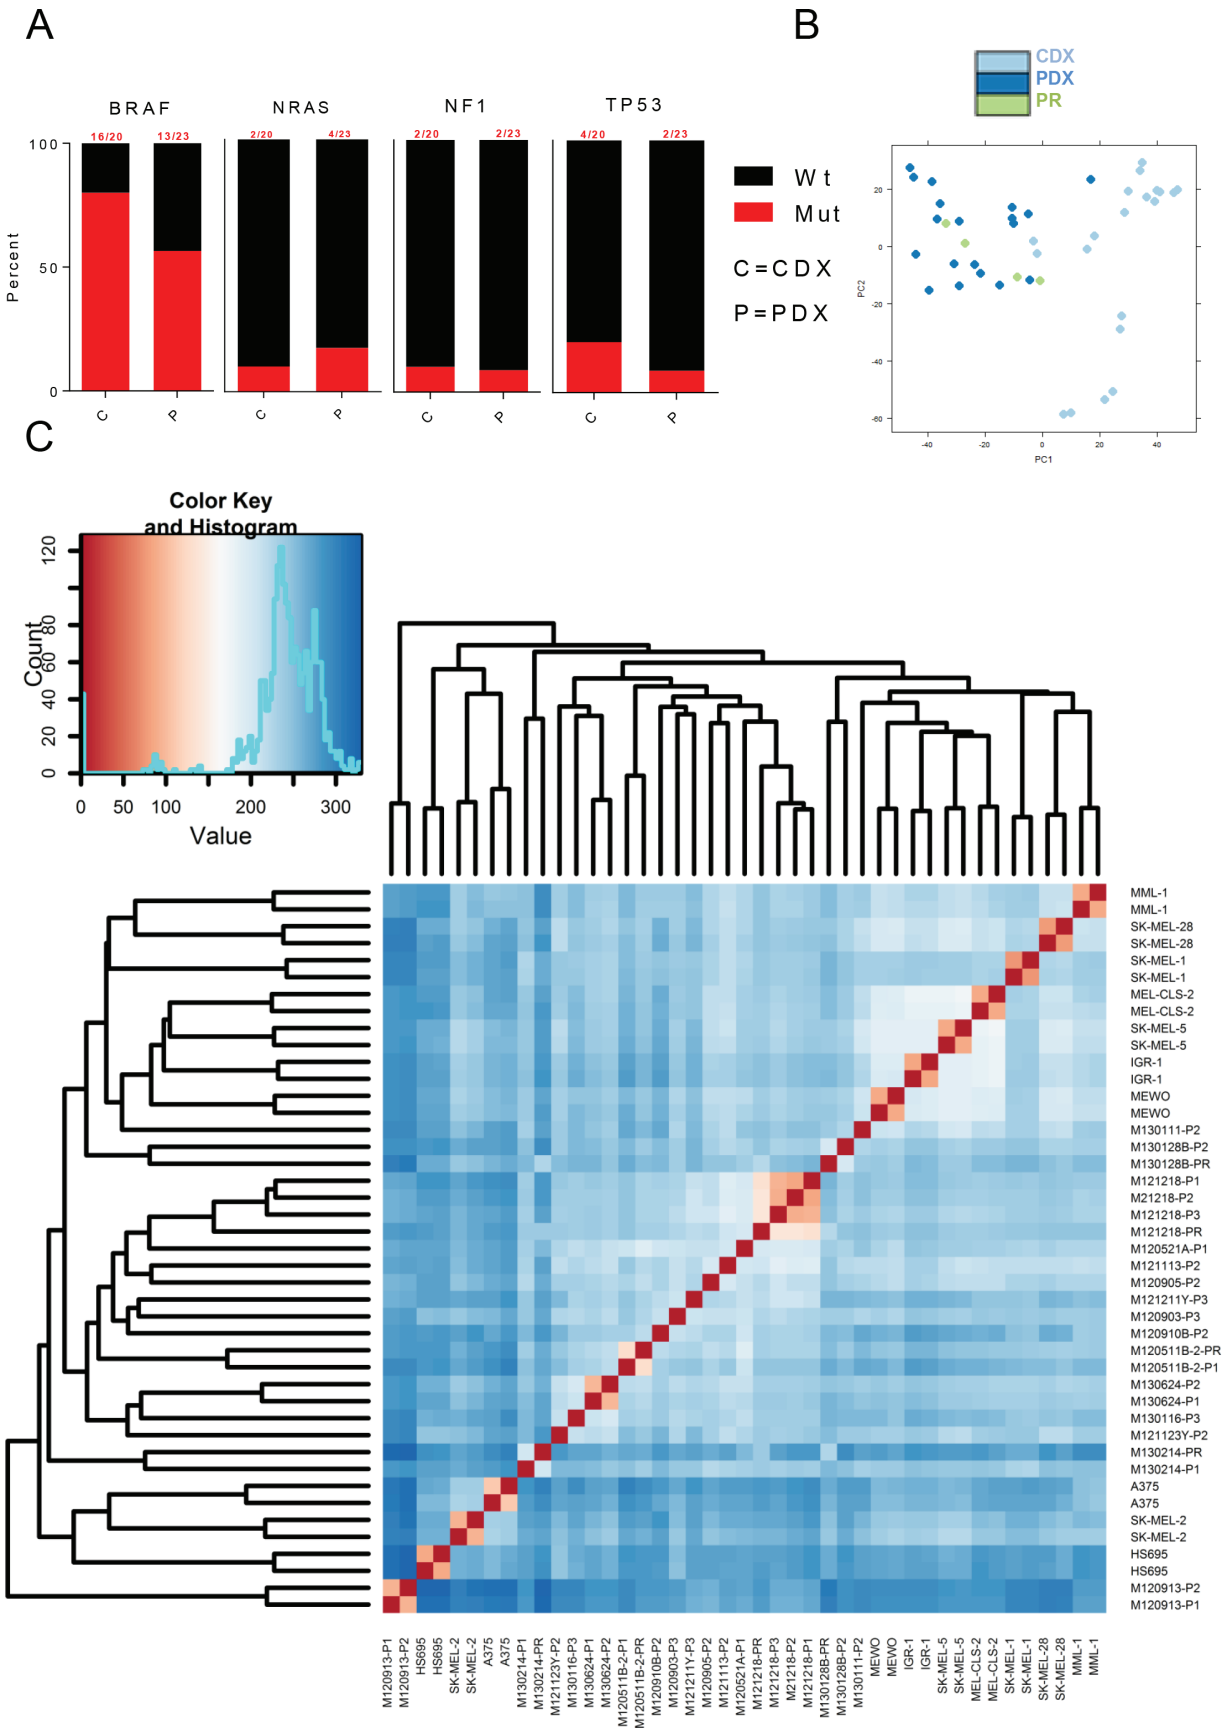 A
B
CDX
PDX
PR
BRAF
NRAS
NF1
TP53
16/20
13/23
2/20
4/23
2/20
2/23
4/20
2/23
100
50
0
Percent
C
P
C
P
C
P
C
P
Wt
Mut
C=CDX
P=PDX
20
0
-20
-40
-60
PC2
-40
-20
0
20
40
PC1
C
Color Key
and Histogram
120
80
60
40
20
0
Count
0
50
100
200
300
Value
MML-1
MML-1
SK-MEL-28
SK-MEL-28
SK-MEL-1
SK-MEL-1
MEL-CLS-2
MEL-CLS-2
SK-MEL-5
SK-MEL-5
IGR-1
IGR-1
MEWO
MEWO
M130111-P2
M130128B-P2
M130128B-PR
M121218-P1
M21218-P2
M121218-P3
M121218-PR
M120521A-P1
M121113-P2
M120905-P2
M121211Y-P3
M120903-P3
M120910B-P2
M120511B-2-PR
M120511B-2-P1
M130624-P2
M130624-P1
M130116-P3
M121123Y-P2
M130214-PR
M130214-P1
A375
A375
SK-MEL-2
SK-MEL-2
HS695
HS695
M120913-P2
M120913-P1
M120913-P1
M120913-P2
HS695
HS695
SK-MEL-2
SK-MEL-2
A375
A375
M130214-P1
M130214-PR
M121123Y-P2
M130116-P3
M130624-P1
M130624-P2
M120511B-2-P1
M120511B-2-PR
M120910B-P2
M120903-P3
M121211Y-P3
M120905-P2
M121113-P2
M120521A-P1
M121218-PR
M121218-P3
M21218-P2
M121218-P1
M130128B-PR
M130128B-P2
M130111-P2
MEWO
MEWO
IGR-1
IGR-1
SK-MEL-5
SK-MEL-5
MEL-CLS-2
MEL-CLS-2
SK-MEL-1
SK-MEL-1
SK-MEL-28
SK-MEL-28
MML-1
MML-1